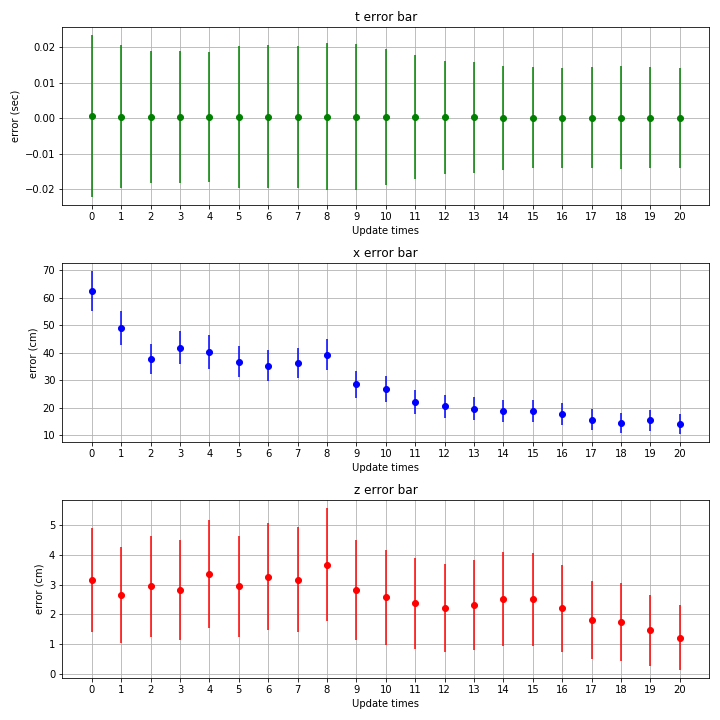 t error bar
error (sec)
0.02
0.01
0.00
−0.01
−0.02
0 1 2 3 4 5 6 7 8 9 10 11 12 13 14 15 16 17 18 19 20
Update times
x error bar
error (cm)
70
60
50
40
30
20
10
0 1 2 3 4 5 6 7 8 9 10 11 12 13 14 15 16 17 18 19 20
Update times
z error bar
error (cm)
5
4
3
2
1
0
0 1 2 3 4 5 6 7 8 9 10 11 12 13 14 15 16 17 18 19 20
Update times